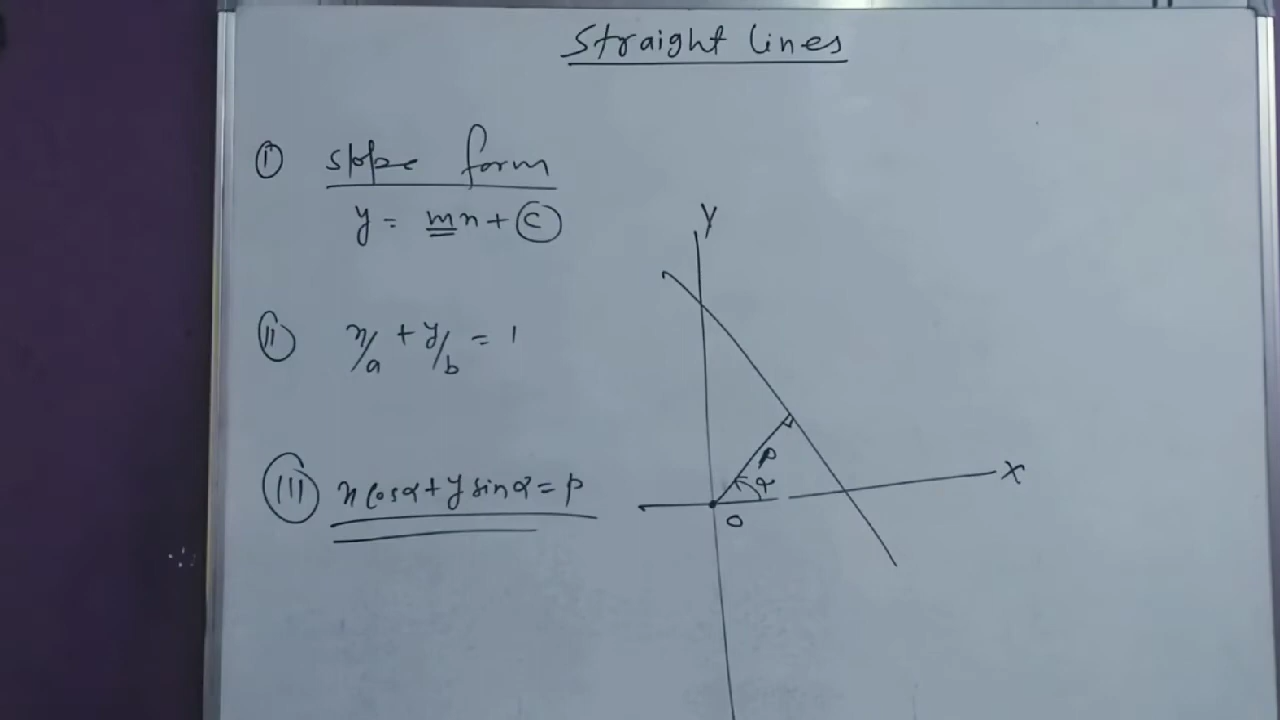 Straight lines
(I) slope form
y = mx + c
(II) x/a + y/b = 1
(III) x cosα + y sinα = p
Y
X
O
p
α